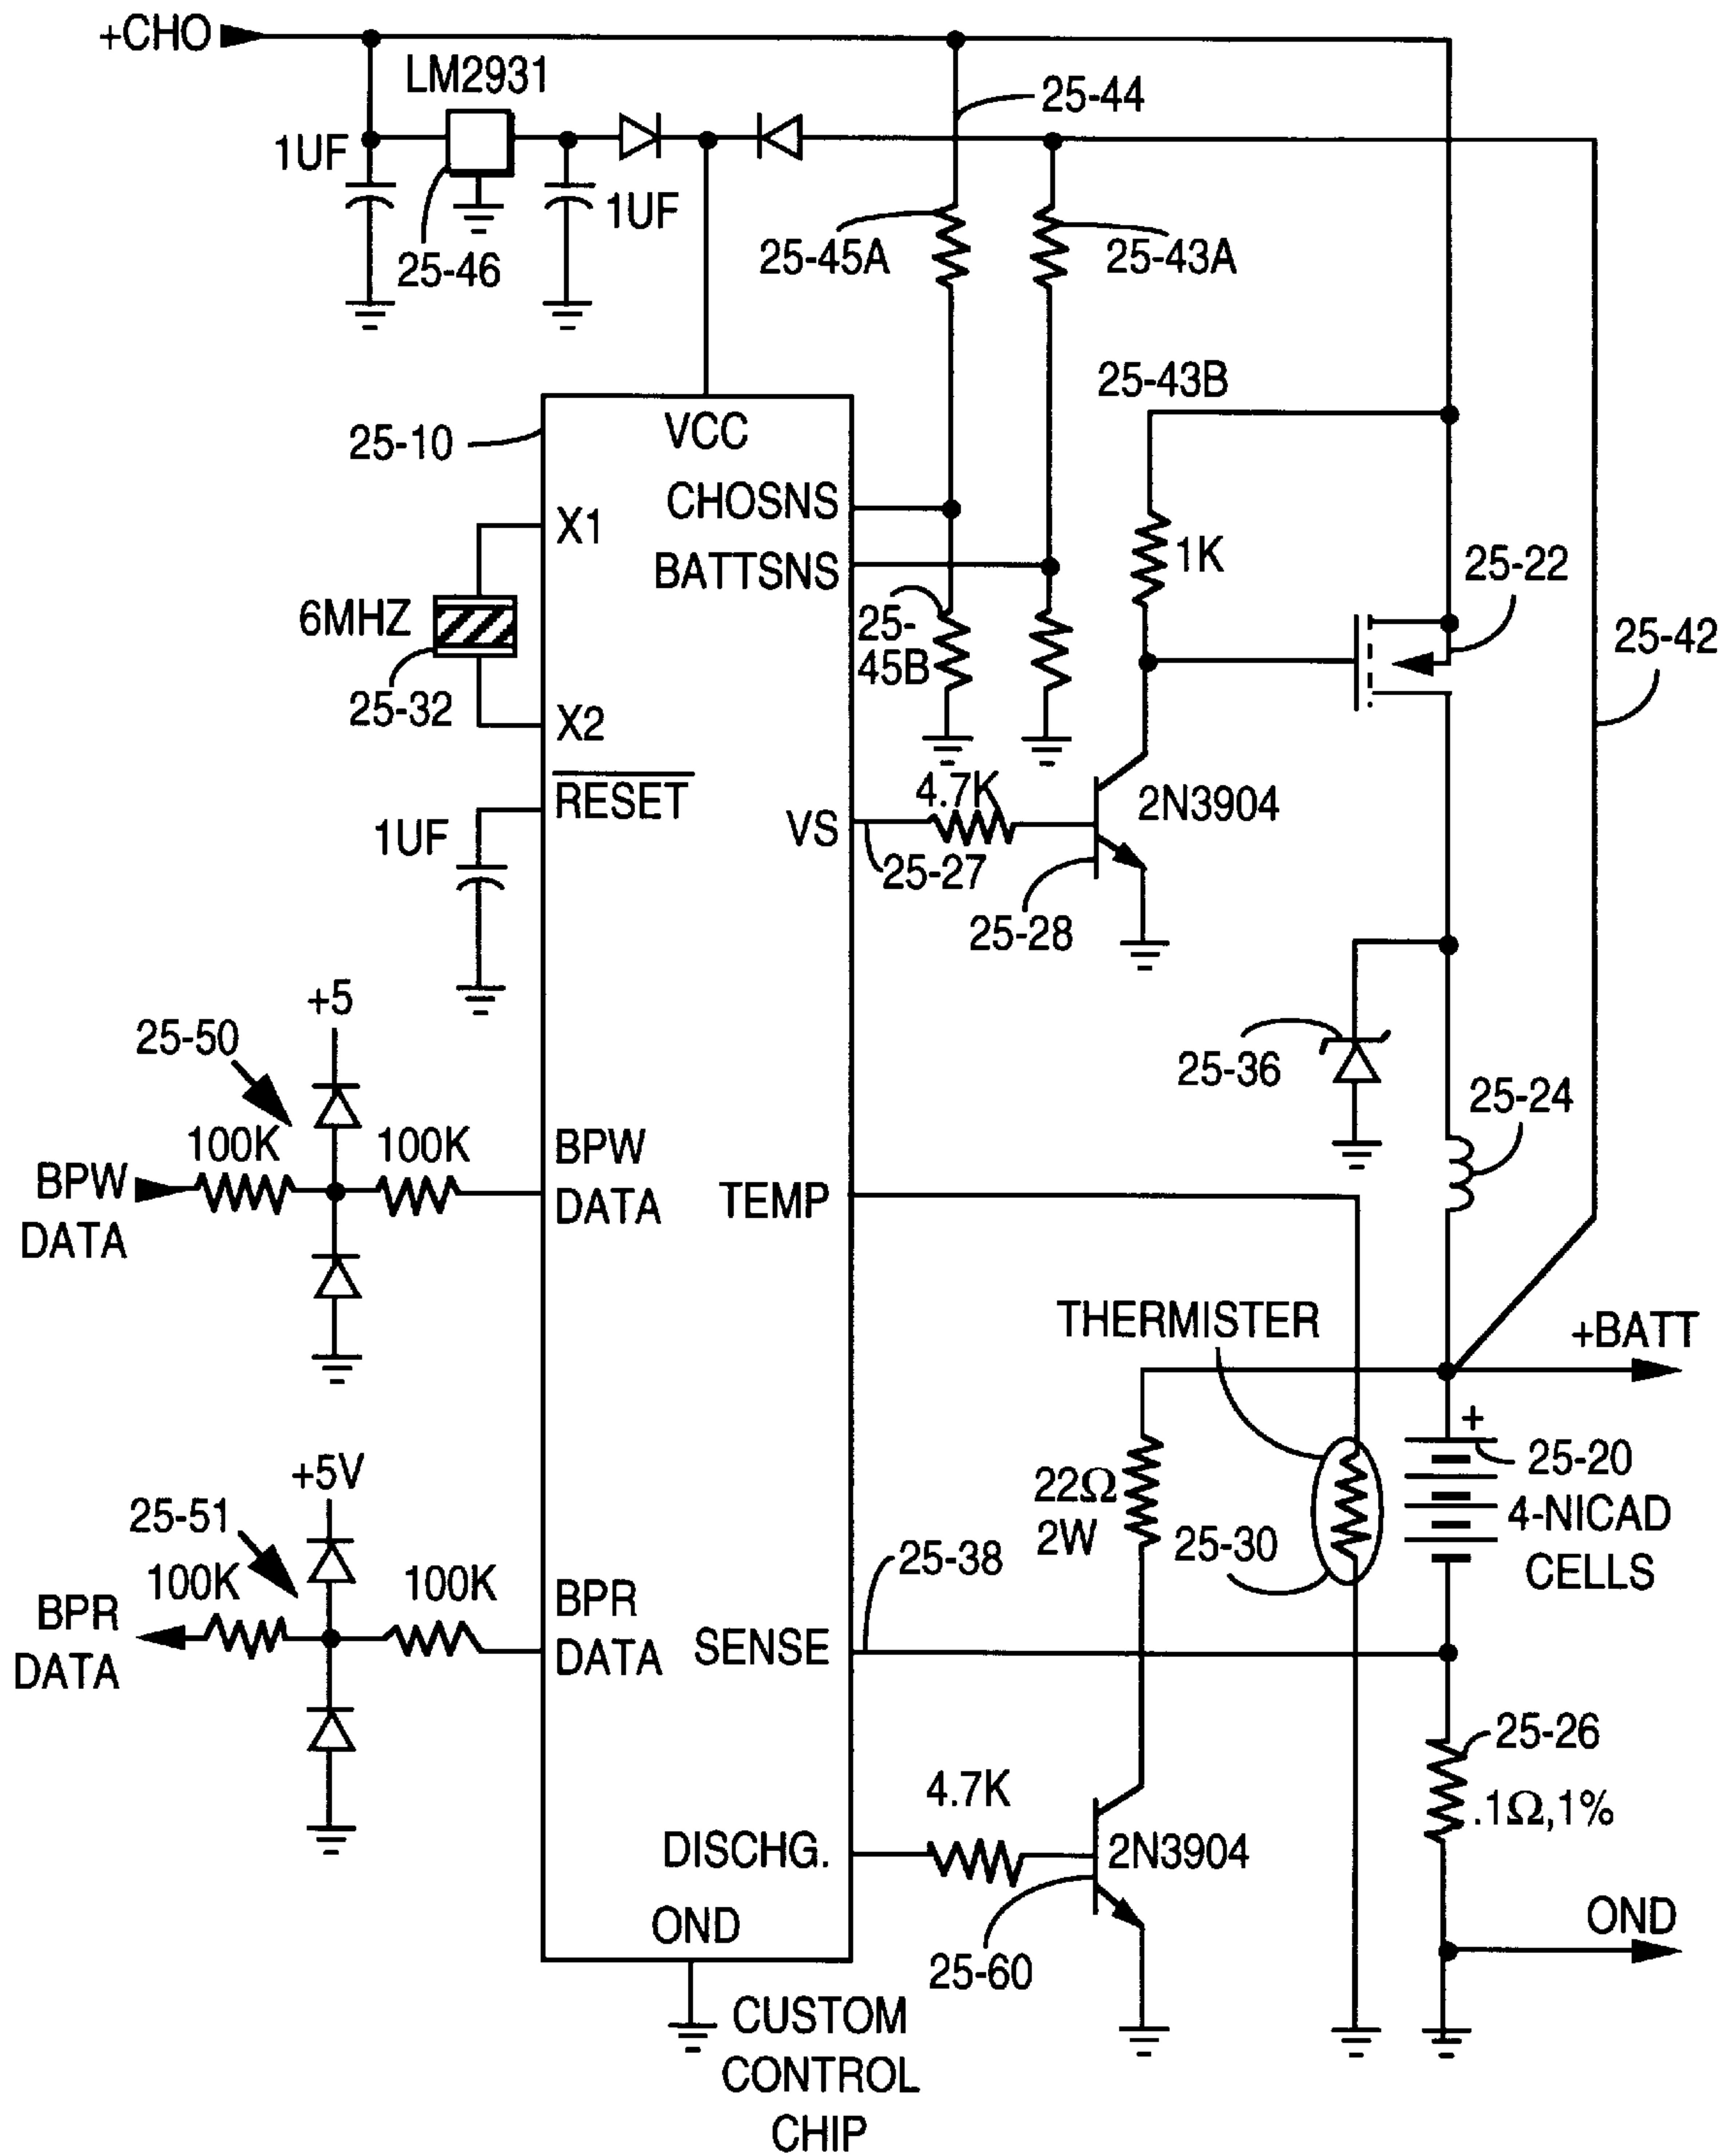 +CHO
LM2931
25-44
1UF
1UF
25-46
25-45A
25-43A
25-43B
25-10
VCC
CHOSNS
X1
BATTSNS
1K
25-22
6MHZ
25-
45B
25-42
25-32
X2
RESET
4.7K
2N3904
1UF
VS
25-27
25-28
+5
25-50
25-36
25-24
100K
100K
BPW
DATA
BPW
DATA
TEMP
THERMISTER
+BATT
+
25-20
4-NICAD
CELLS
+5V
25-51
22Ω
2W
25-30
25-38
100K
100K
BPR
DATA
BPR
DATA
SENSE
25-26
.1Ω,1%
4.7K
DISCHG.
2N3904
OND
OND
25-60
CUSTOM
CONTROL
CHIP